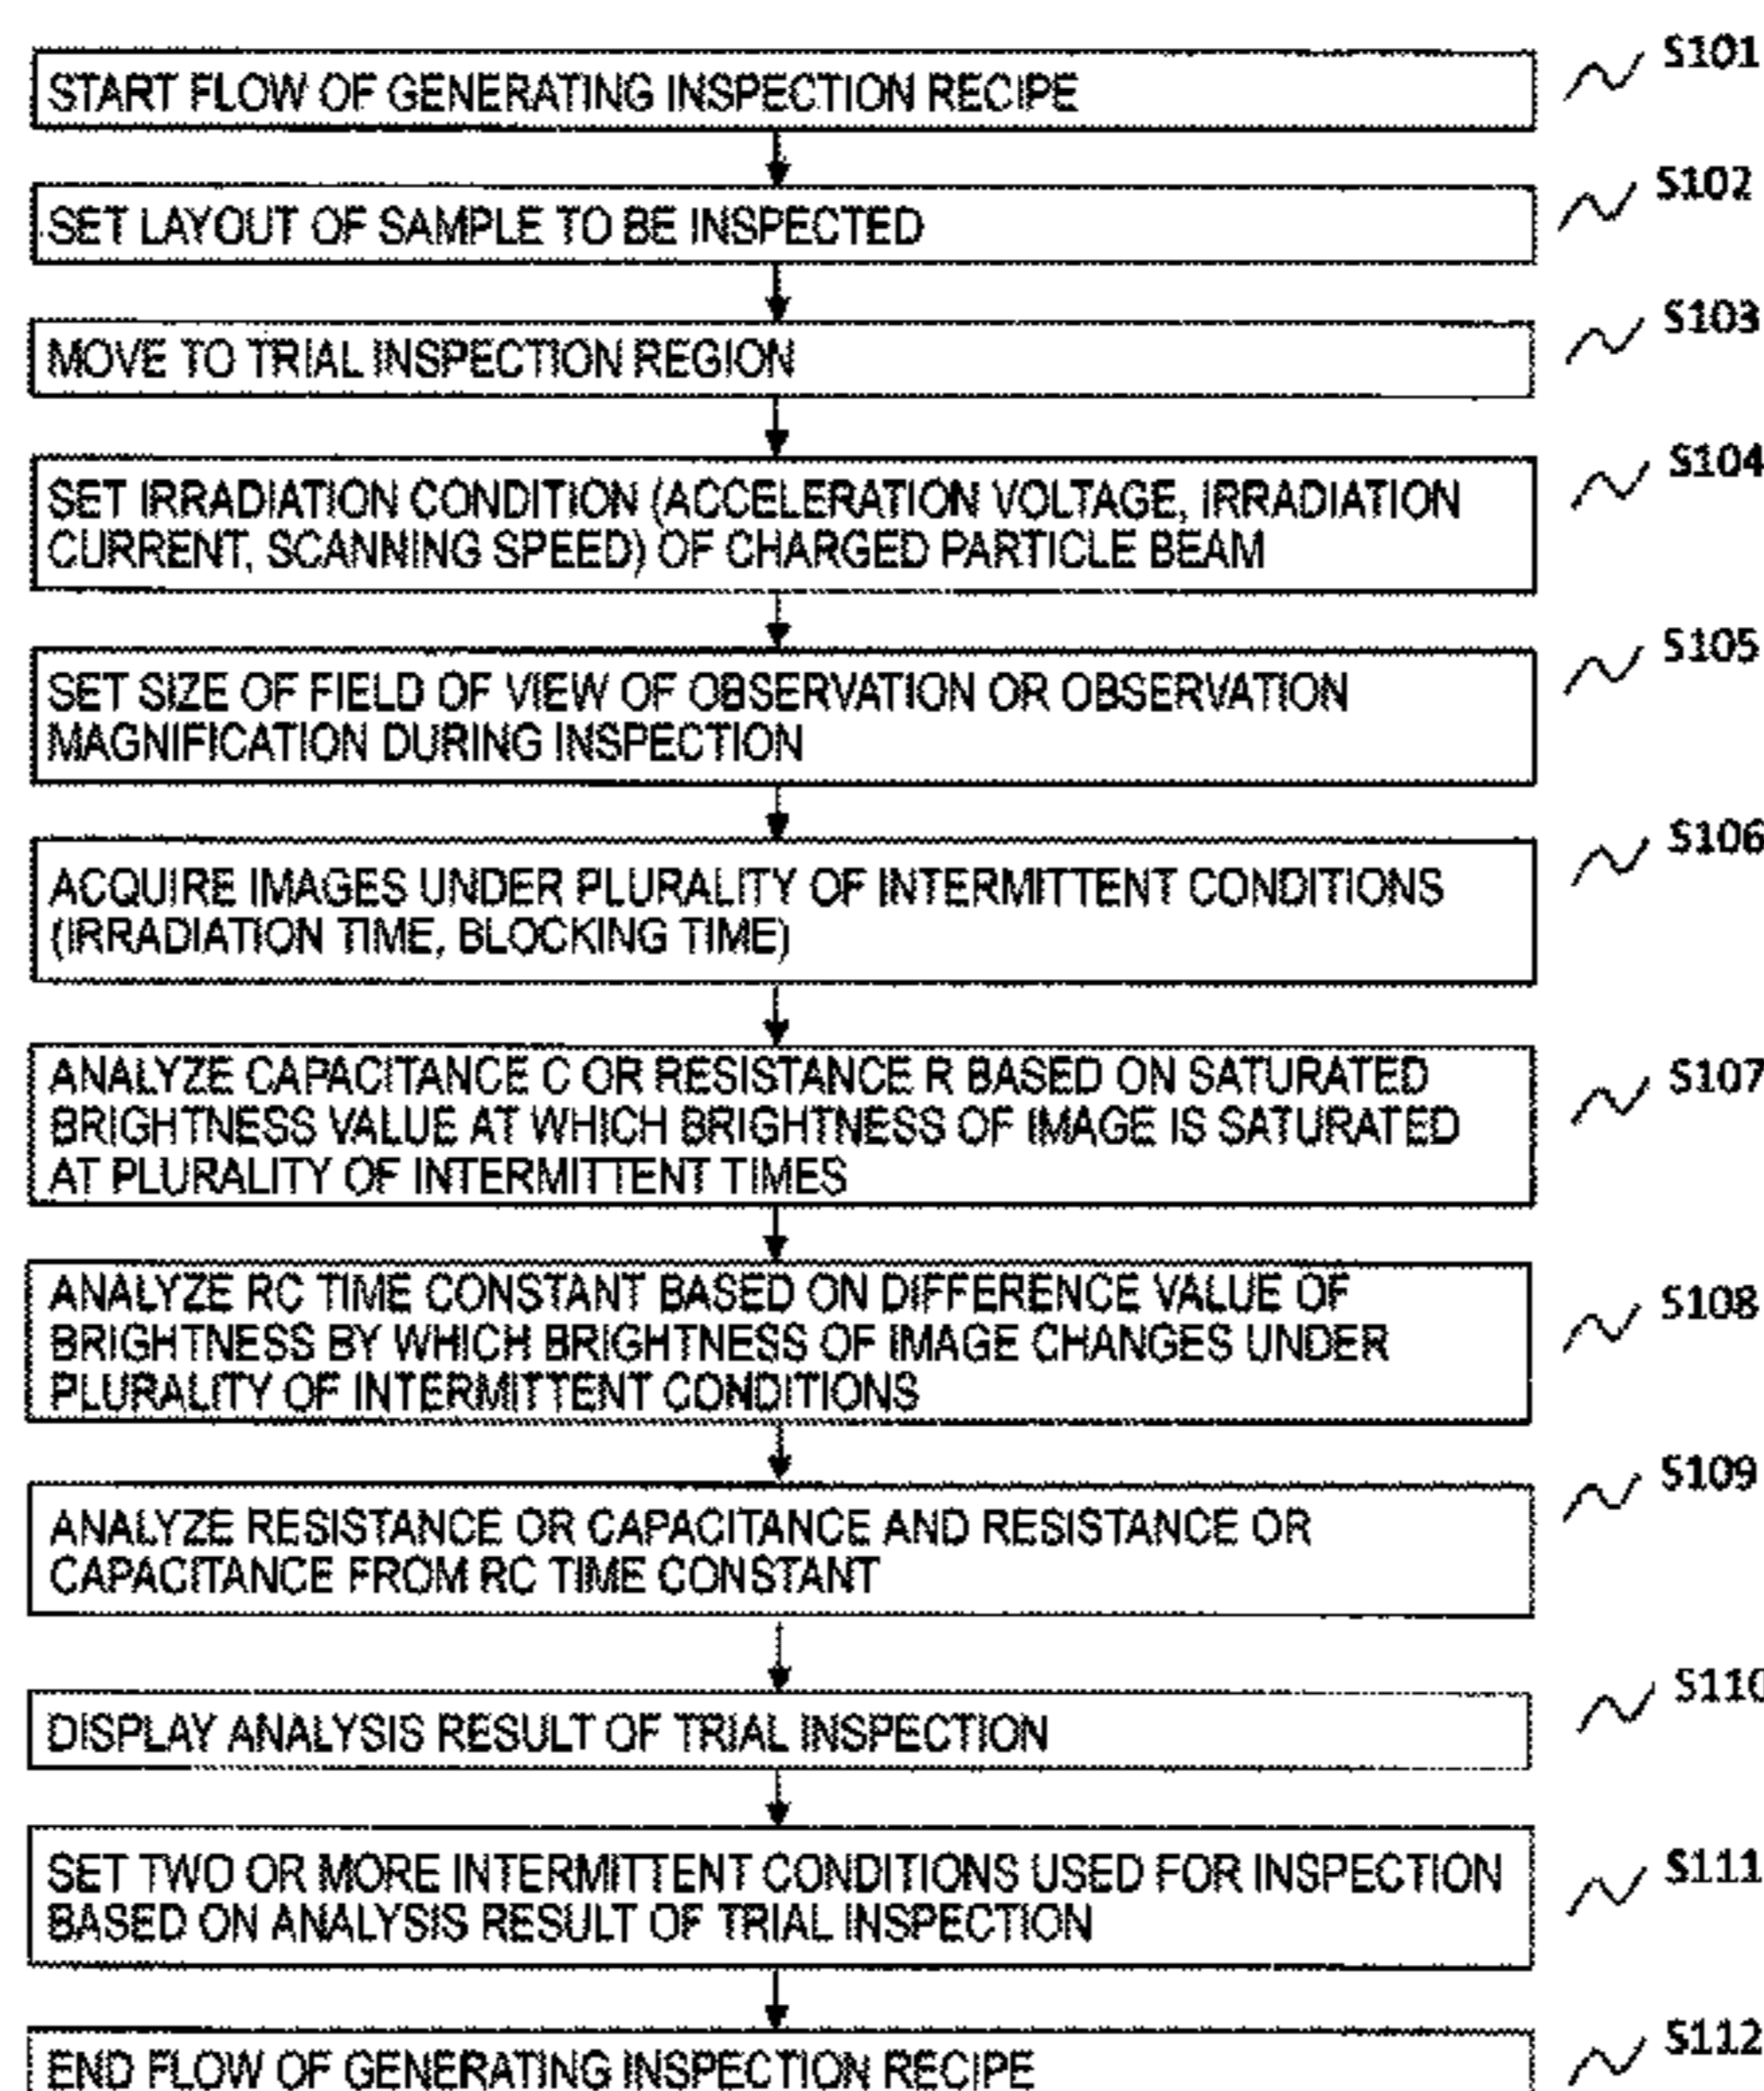 S101
START FLOW OF GENERATING INSPECTION RECIPE
S102
SET LAYOUT OF SAMPLE TO BE INSPECTED
S103
MOVE TO TRIAL INSPECTION REGION
S104
SET IRRADIATION CONDITION (ACCELERATION VOLTAGE, IRRADIATION
CURRENT, SCANNING SPEED) OF CHARGED PARTICLE BEAM
S105
SET SIZE OF FIELD OF VIEW OF OBSERVATION OR OBSERVATION
MAGNIFICATION DURING INSPECTION
S106
ACQUIRE IMAGES UNDER PLURALITY OF INTERMITTENT CONDITIONS
(IRRADIATION TIME, BLOCKING TIME)
S107
ANALYZE CAPACITANCE C OR RESISTANCE R BASED ON SATURATED
BRIGHTNESS VALUE AT WHICH BRIGHTNESS OF IMAGE IS SATURATED
AT PLURALITY OF INTERMITTENT TIMES
S108
ANALYZE RC TIME CONSTANT BASED ON DIFFERENCE VALUE OF
BRIGHTNESS BY WHICH BRIGHTNESS OF IMAGE CHANGES UNDER
PLURALITY OF INTERMITTENT CONDITIONS
S109
ANALYZE RESISTANCE OR CAPACITANCE AND RESISTANCE OR
CAPACITANCE FROM RC TIME CONSTANT
S110
DISPLAY ANALYSIS RESULT OF TRIAL INSPECTION
S111
SET TWO OR MORE INTERMITTENT CONDITIONS USED FOR INSPECTION
BASED ON ANALYSIS RESULT OF TRIAL INSPECTION
S112
END FLOW OF GENERATING INSPECTION RECIPE